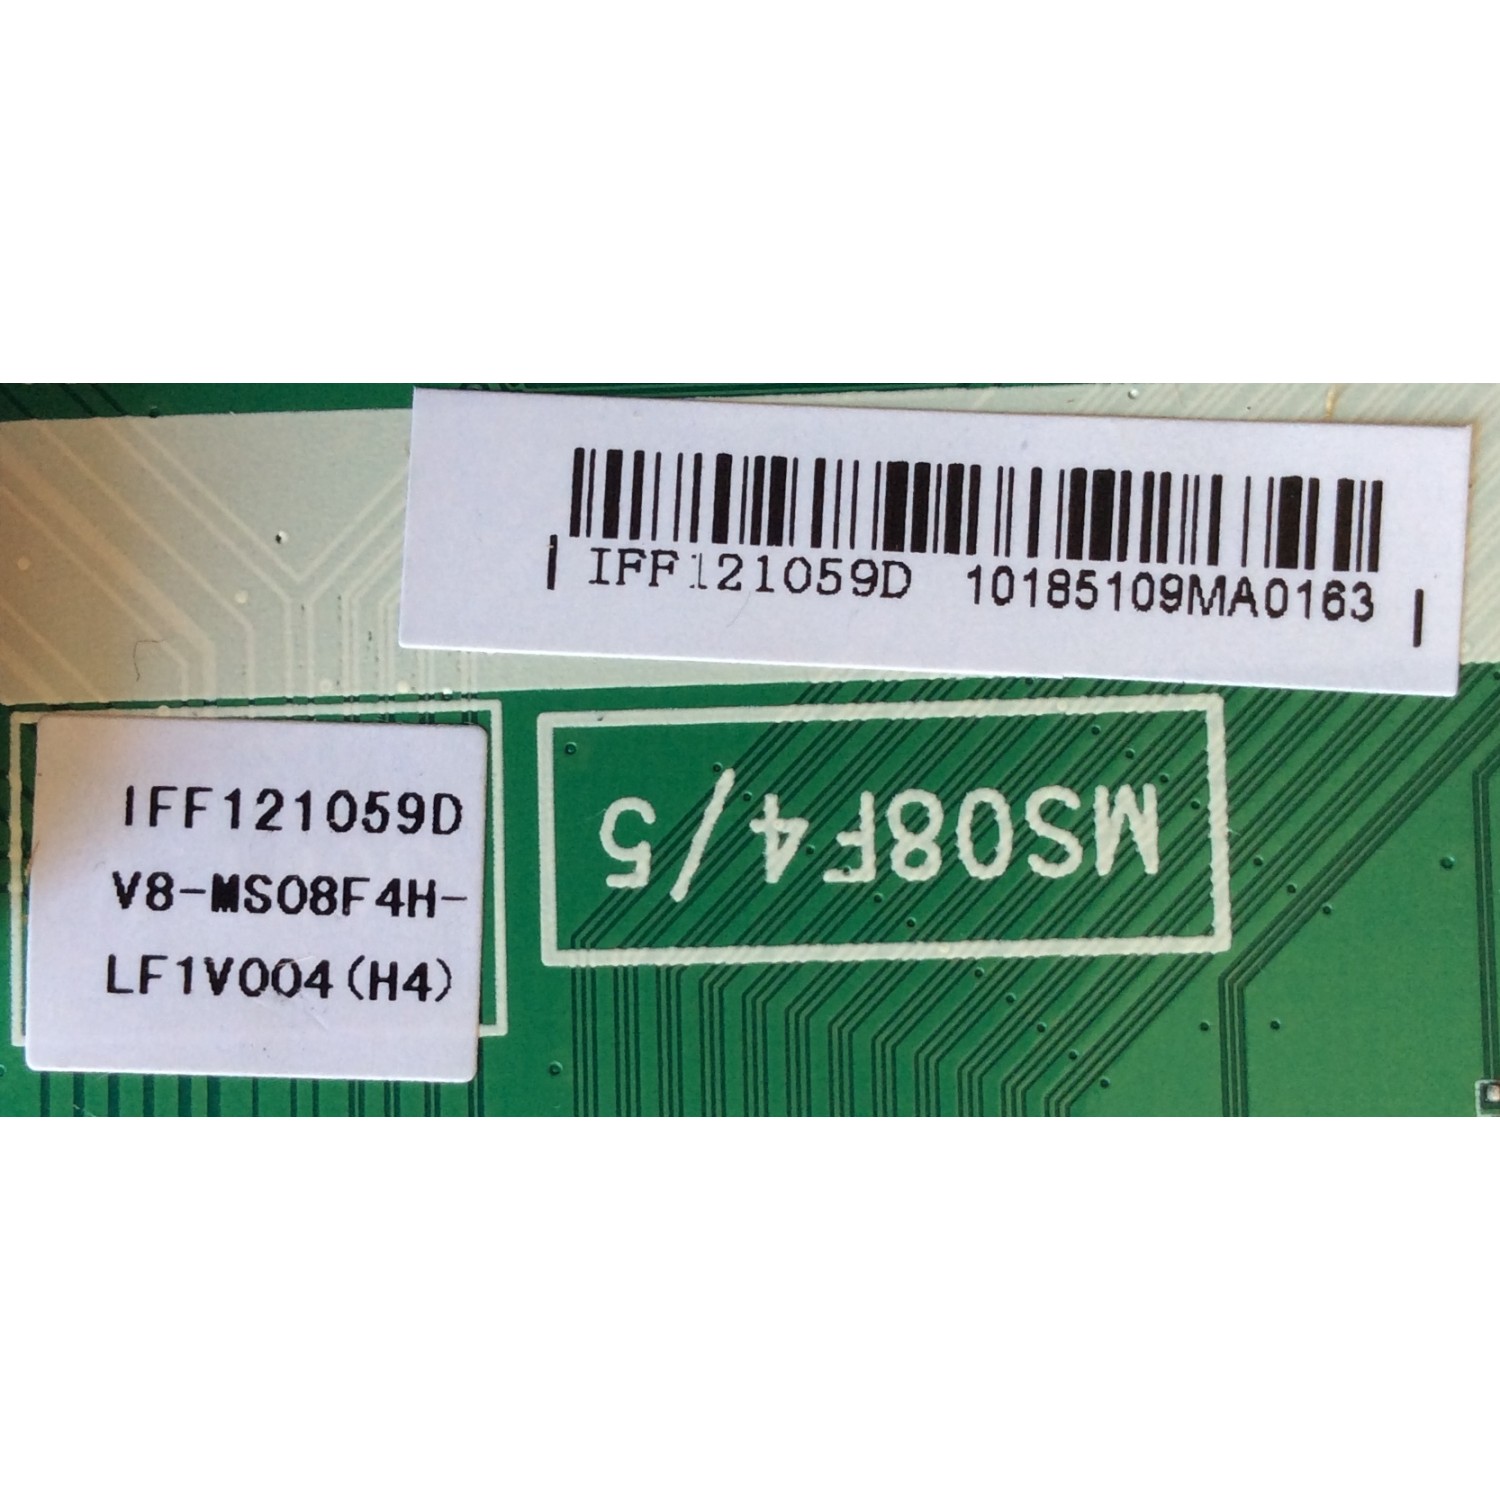 IFF121059D 10185109MA0163
IFF121059D
V8-MS08F4H-
LF1V004(H4)
MS08F4/5